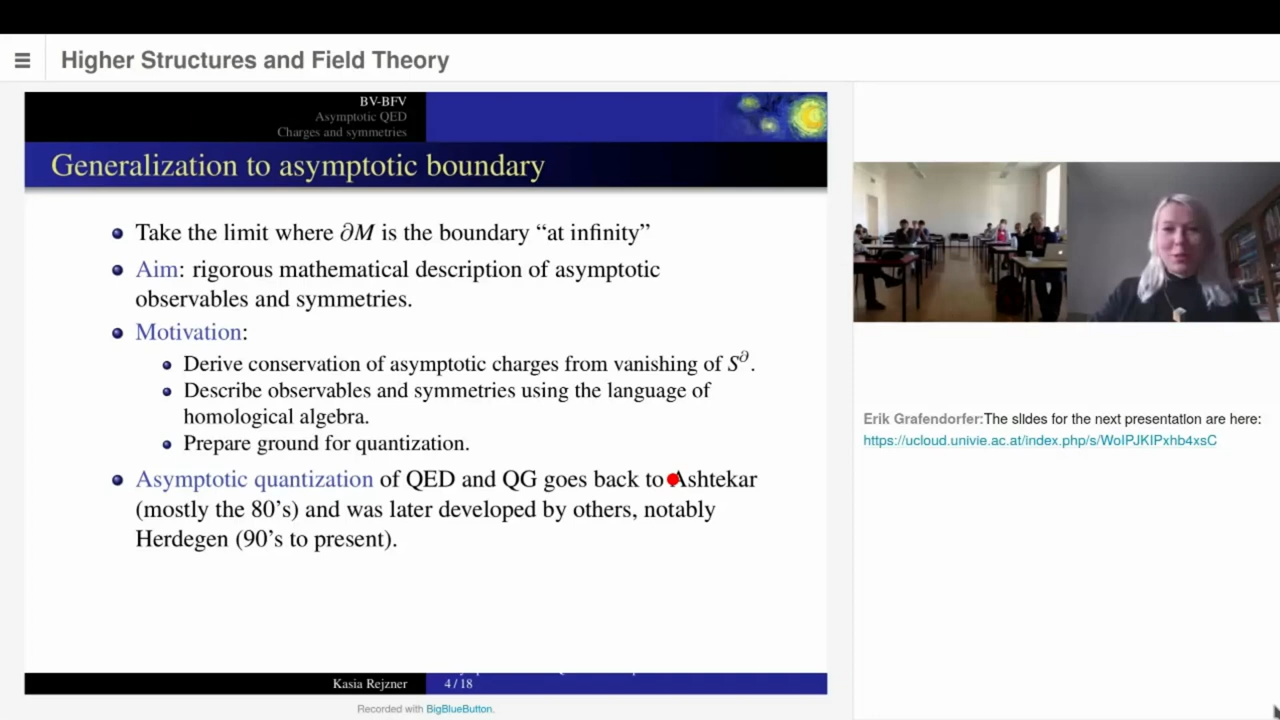 Higher Structures and Field Theory
BV-BFV
Asymptotic QED
Charges and symmetries
Generalization to asymptotic boundary
Take the limit where ∂M is the boundary “at infinity”
Aim: rigorous mathematical description of asymptotic
observables and symmetries.
Motivation:
Derive conservation of asymptotic charges from vanishing of S^∂.
Describe observables and symmetries using the language of
homological algebra.
Prepare ground for quantization.
Asymptotic quantization of QED and QG goes back to Ashtekar
(mostly the 80’s) and was later developed by others, notably
Herdegen (90’s to present).
Kasia Rejzner
4 / 18
Recorded with BigBlueButton.
Erik Grafendorfer:The slIdes for the next presentation are here:
https://ucloud.univie.ac.at/index.php/s/WoIPJKIPxhb4xsC